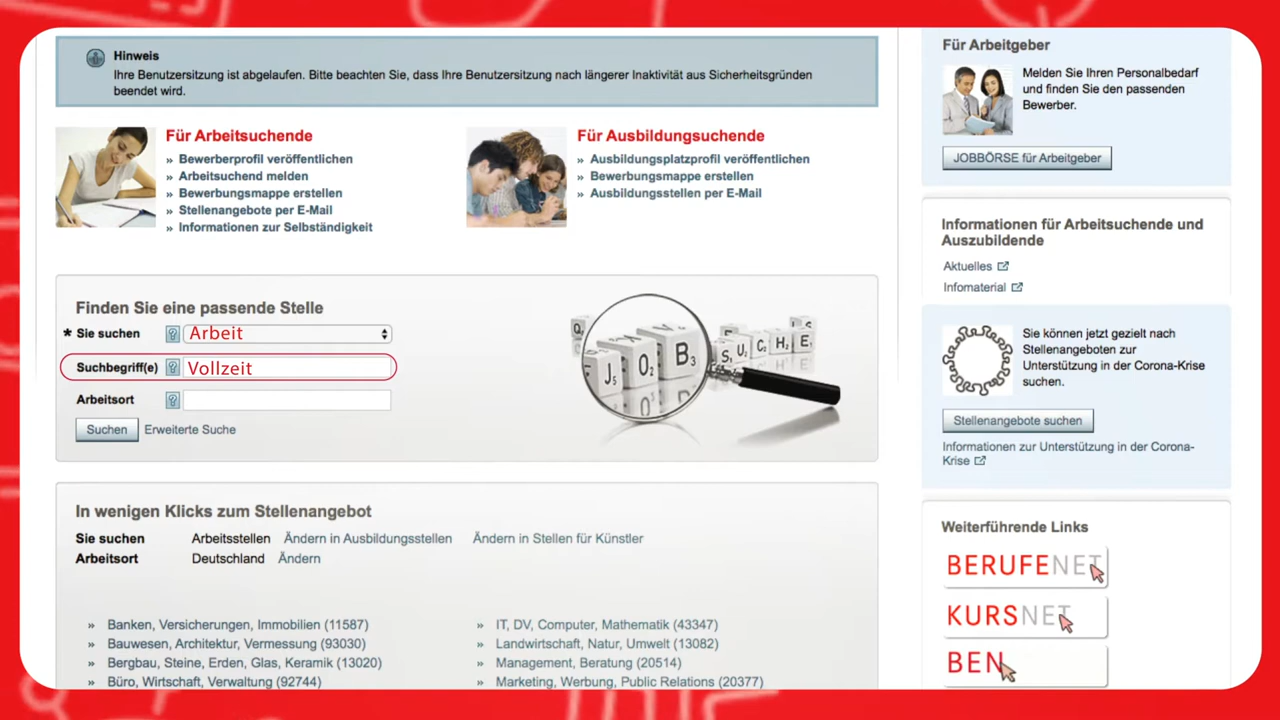 Hinweis
Ihre Benutzersitzung ist abgelaufen. Bitte beachten Sie, dass Ihre Benutzersitzung nach längerer Inaktivität aus Sicherheitsgründen
beendet wird.
Für Arbeitsuchende
» Bewerberprofil veröffentlichen
» Arbeitsuchend melden
» Bewerbungsmappe erstellen
» Stellenangebote per E-Mail
» Informationen zur Selbständigkeit
Für Ausbildungsuchende
» Ausbildungsplatzprofil veröffentlichen
» Bewerbungsmappe erstellen
» Ausbildungsstellen per E-Mail
Finden Sie eine passende Stelle
* Sie suchen ? Arbeit
Suchbegriff(e) ? Vollzeit
Arbeitsort ?
Suchen Erweiterte Suche
JOB SUCHE
In wenigen Klicks zum Stellenangebot
Sie suchen Arbeitsstellen Ändern in Ausbildungsstellen Ändern in Stellen für Künstler
Arbeitsort Deutschland Ändern
» Banken, Versicherungen, Immobilien (11587)
» Bauwesen, Architektur, Vermessung (93030)
» Bergbau, Steine, Erden, Glas, Keramik (13020)
» Büro, Wirtschaft, Verwaltung (92744)
» IT, DV, Computer, Mathematik (43347)
» Landwirtschaft, Natur, Umwelt (13082)
» Management, Beratung (20514)
» Marketing, Werbung, Public Relations (20377)
Für Arbeitgeber
Melden Sie Ihren Personalbedarf
und finden Sie den passenden
Bewerber.
JOBBÖRSE für Arbeitgeber
Informationen für Arbeitsuchende und
Auszubildende
Aktuelles
Infomaterial
Sie können jetzt gezielt nach
Stellenangeboten zur
Unterstützung in der Corona-Krise
suchen.
Stellenangebote suchen
Informationen zur Unterstützung in der Corona-
Krise
Weiterführende Links
BERUFENET
KURSNET
BEN